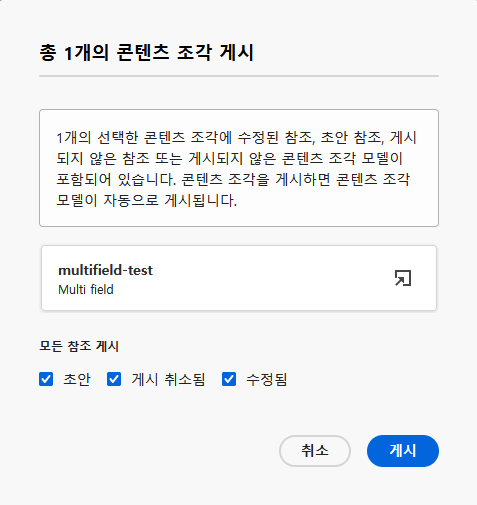 총 1개의 콘텐츠 조각 게시
1개의 선택한 콘텐츠 조각에 수정된 참조, 초안 참조, 게시
되지 않은 참조 또는 게시되지 않은 콘텐츠 조각 모델이
포함되어 있습니다. 콘텐츠 조각을 게시하면 콘텐츠 조각
모델이 자동으로 게시됩니다.
multifield-test
Multi field
모든 참조 게시
초안 게시 취소됨 수정됨
취소 게시